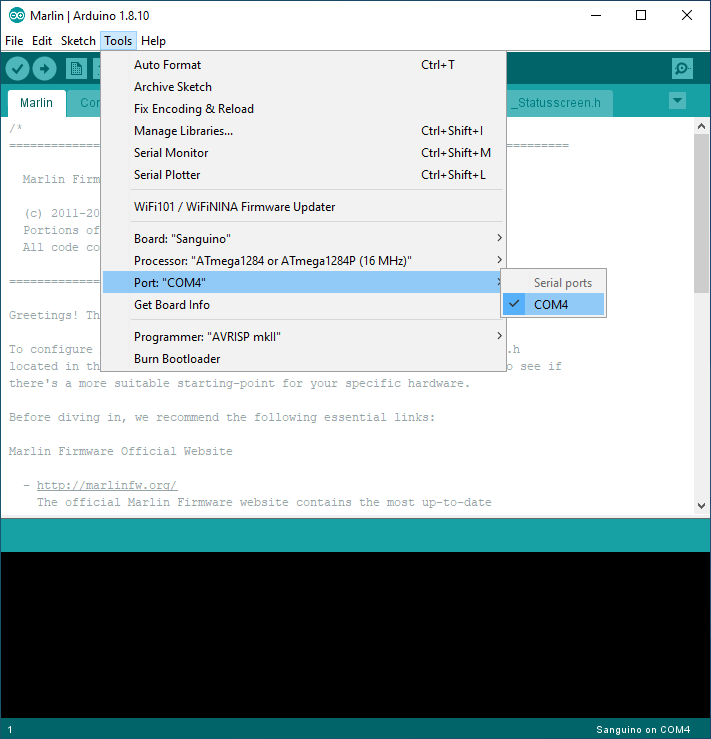 Marlin | Arduino 1.8.10
File Edit Sketch Tools Help
Marlin
_Statusscreen.h
Auto Format Ctrl+T
Archive Sketch
Fix Encoding & Reload
Manage Libraries... Ctrl+Shift+I
Serial Monitor Ctrl+Shift+M
Serial Plotter Ctrl+Shift+L
WiFi101 / WiFiNINA Firmware Updater
Board: "Sanguino"
Processor: "ATmega1284 or ATmega1284P (16 MHz)"
Port: "COM4"
Get Board Info
Programmer: "AVRISP mkII"
Burn Bootloader
Serial ports
COM4
/*
Marlin
(c) 2011-20
Portions of
All code
Greetings!
To configure .h
located in to see if
there's a more suitable starting-point for your specific hardware.
Before diving in, we recommend the following essential links:
Marlin Firmware Official Website
- http://marlinfw.org/
The official Marlin Firmware website contains the most up-to-date
1
Sanguino on COM4